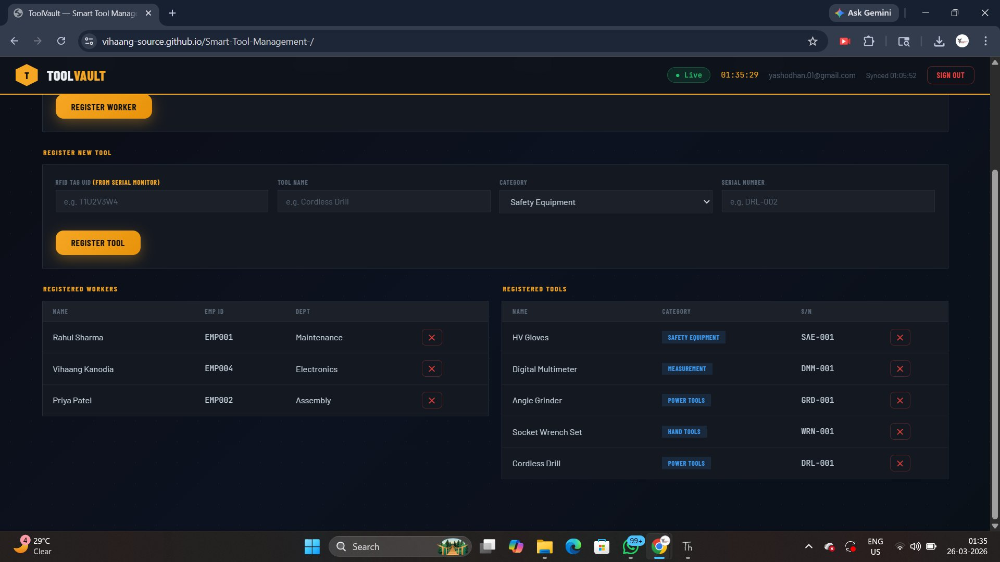 ToolVault — Smart Tool Manag
Ask Gemini
vihaang-source.github.io/Smart-Tool-Management-/
T
TOOLVAULT
● Live
01:35:29
yashodhan.01@gmail.com
Synced 01:05:52
SIGN OUT
REGISTER WORKER
REGISTER NEW TOOL
RFID TAG UID (FROM SERIAL MONITOR)
TOOL NAME
CATEGORY
SERIAL NUMBER
e.g. T1U2V3W4
e.g. Cordless Drill
Safety Equipment
e.g. DRL-002
REGISTER TOOL
REGISTERED WORKERS
NAME EMP ID DEPT
Rahul Sharma EMP001 Maintenance
Vihaang Kanodia EMP004 Electronics
Priya Patel EMP002 Assembly
REGISTERED TOOLS
NAME CATEGORY S/N
HV Gloves SAFETY EQUIPMENT SAE-001
Digital Multimeter MEASUREMENT DMM-001
Angle Grinder POWER TOOLS GRD-001
Socket Wrench Set HAND TOOLS WRN-001
Cordless Drill POWER TOOLS DRL-001
4
29°C
Clear
Search
99+
Th
ENG
US
01:35
26-03-2026